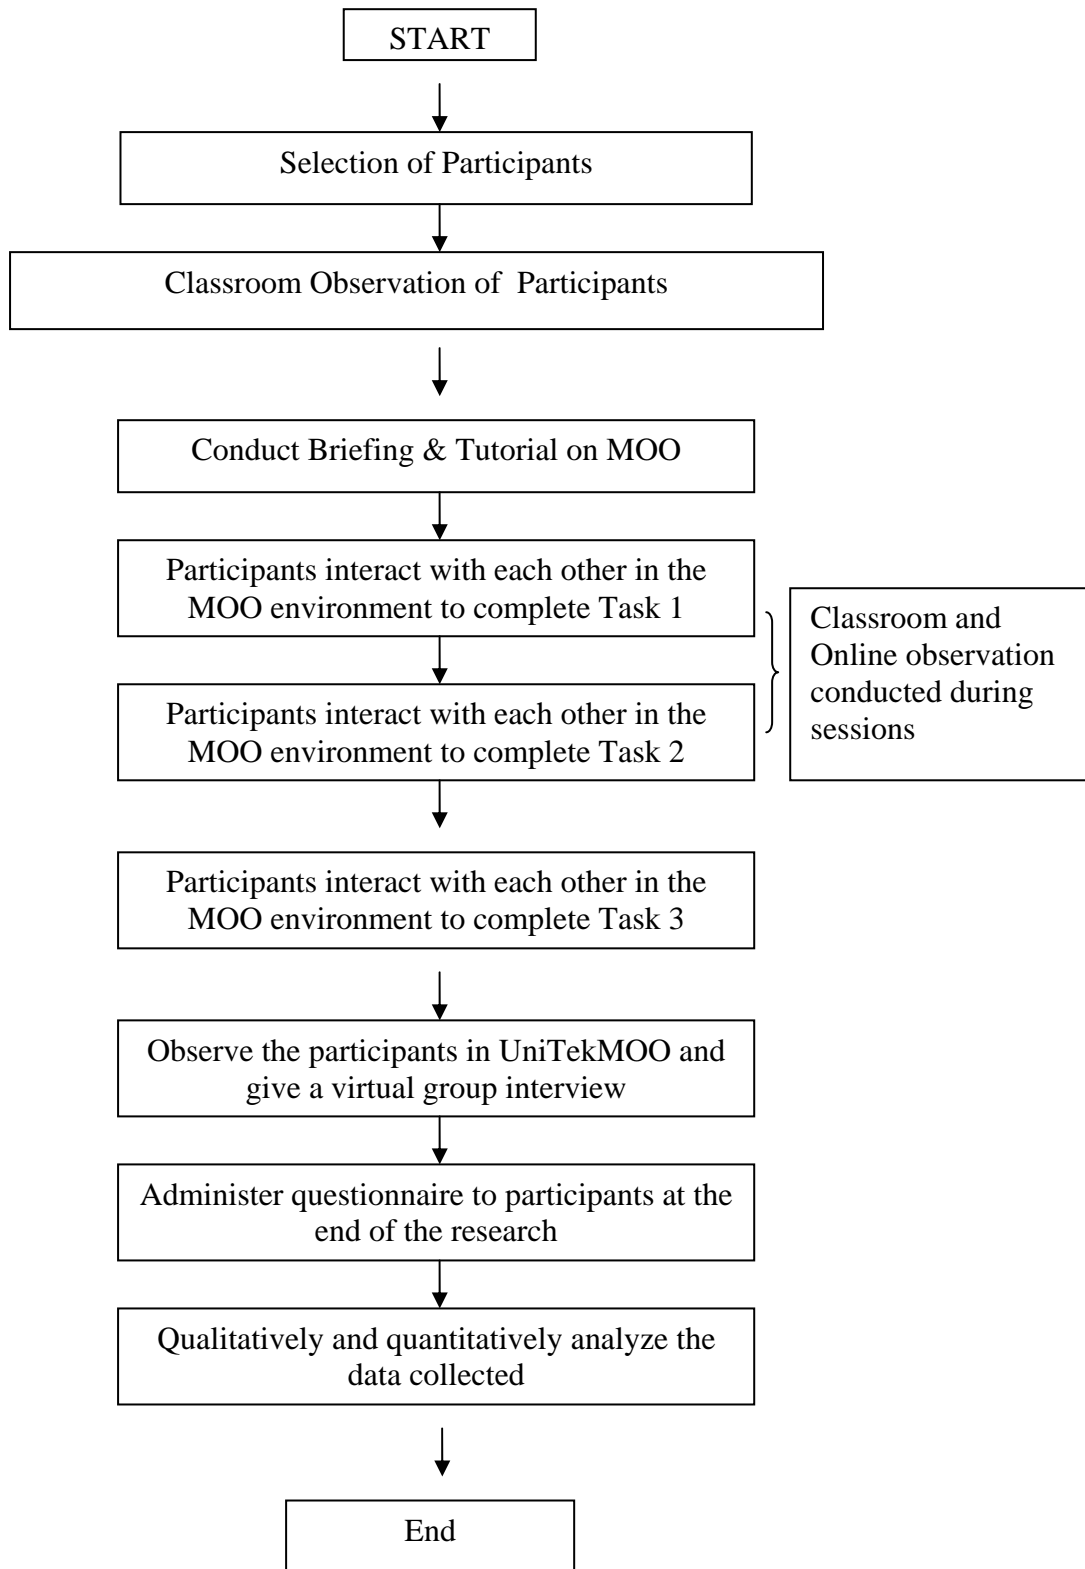 START
Selection of Participants
Classroom Observation of  Participants
Conduct Briefing & Tutorial on MOO
Participants interact with each other in the
MOO environment to complete Task 1
Participants interact with each other in the
MOO environment to complete Task 2
Classroom and
Online observation
conducted during
sessions
Participants interact with each other in the
MOO environment to complete Task 3
Observe the participants in UniTekMOO and
give a virtual group interview
Administer questionnaire to participants at the
end of the research
Qualitatively and quantitatively analyze the
data collected
End